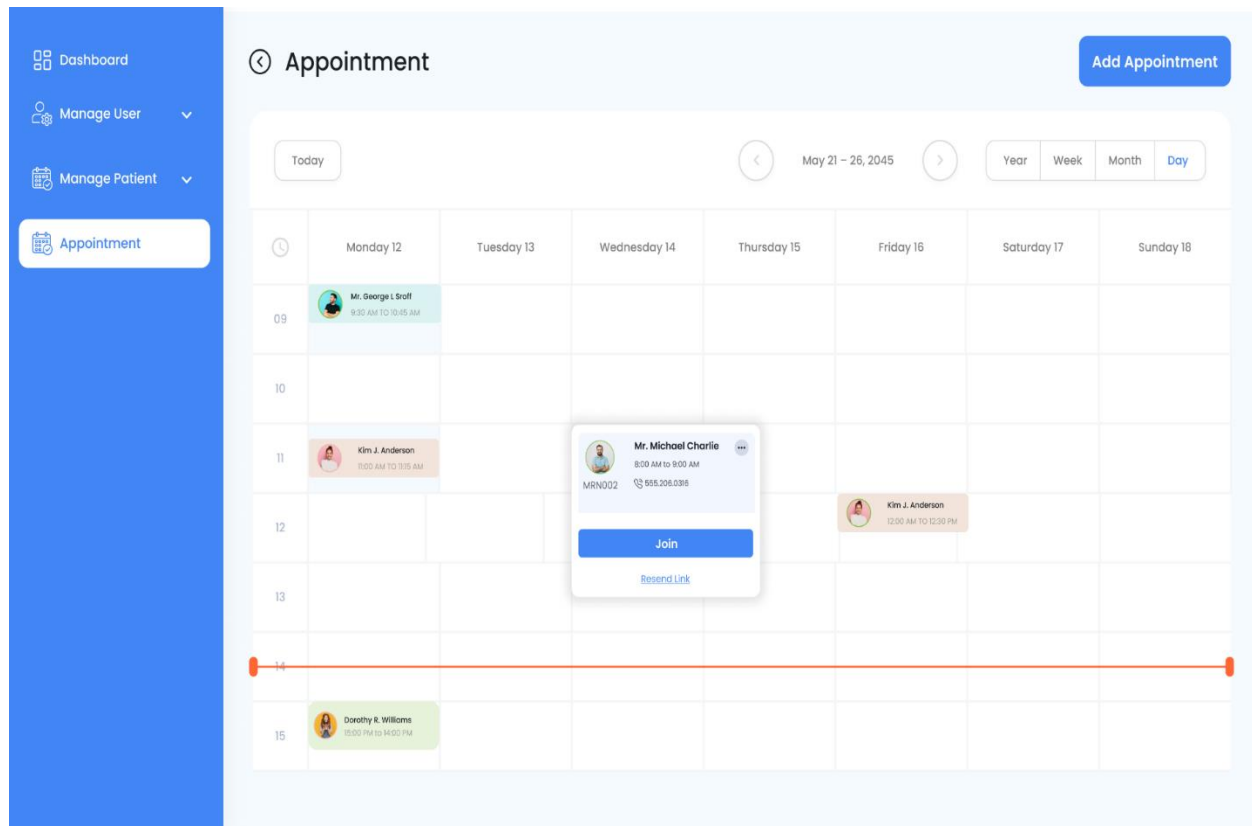 Dashboard
Manage User
Manage Patient
Appointment
Appointment
Add Appointment
Today
May 21 – 26, 2045
Year Week Month Day
Monday 12 Tuesday 13 Wednesday 14 Thursday 15 Friday 16 Saturday 17 Sunday 18
09
Mr. George L Sroff
9:30 AM TO 10:45 AM
10
11
Kim J. Anderson
11:00 AM TO 11:15 AM
Mr. Michael Charlie
8:00 AM to 9:00 AM
MRN002
555.206.0316
Join
Resend Link
12
Kim J. Anderson
12:00 AM TO 12:30 PM
13
14
15
Dorothy R. Williams
to 14:00 PM